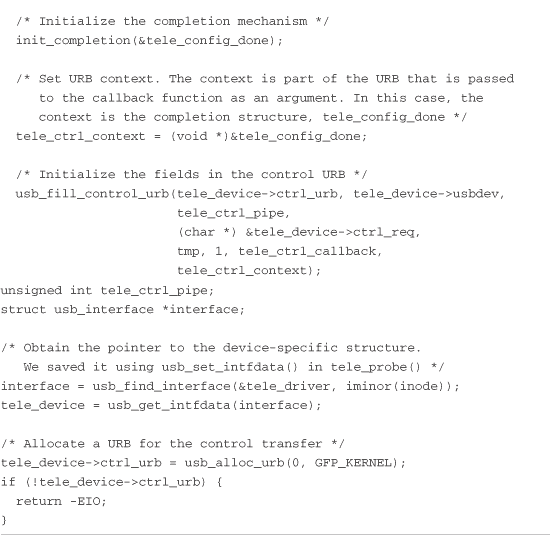 /* Initialize the completion mechanism */
init_completion(&tele_config_done);
/* Set URB context. The context is part of the URB that is passed
to the callback function as an argument. In this case, the
context is the completion structure, tele_config_done */
tele_ctrl_context = (void *)&tele_config_done;
/* Initialize the fields in the control URB */
usb_fill_control_urb(tele_device->ctrl_urb, tele_device->usbdev,
tele_ctrl_pipe,
(char *) &tele_device->ctrl_req,
tmp, 1, tele_ctrl_callback,
tele_ctrl_context);
unsigned int tele_ctrl_pipe;
struct usb_interface *interface;
/* Obtain the pointer to the device-specific structure.
We saved it using usb_set_intfdata() in tele_probe() */
interface = usb_find_interface(&tele_driver, iminor(inode));
tele_device = usb_get_intfdata(interface);
/* Allocate a URB for the control transfer */
tele_device->ctrl_urb = usb_alloc_urb(0, GFP_KERNEL);
if (!tele_device->ctrl_urb) {
return -EIO;
}